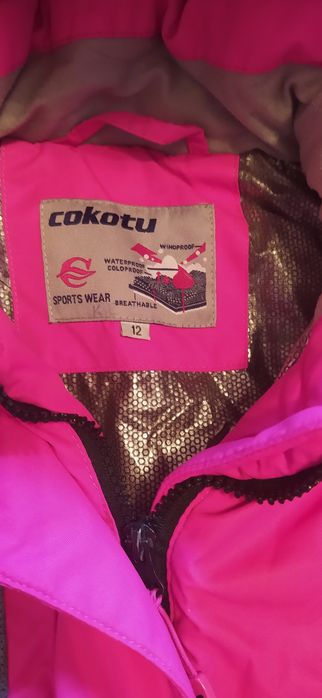 cokotu
WINDPROOF
WATERPROOF
COLDPROOF
SPORTS WEAR
BREATHABLE
K
12